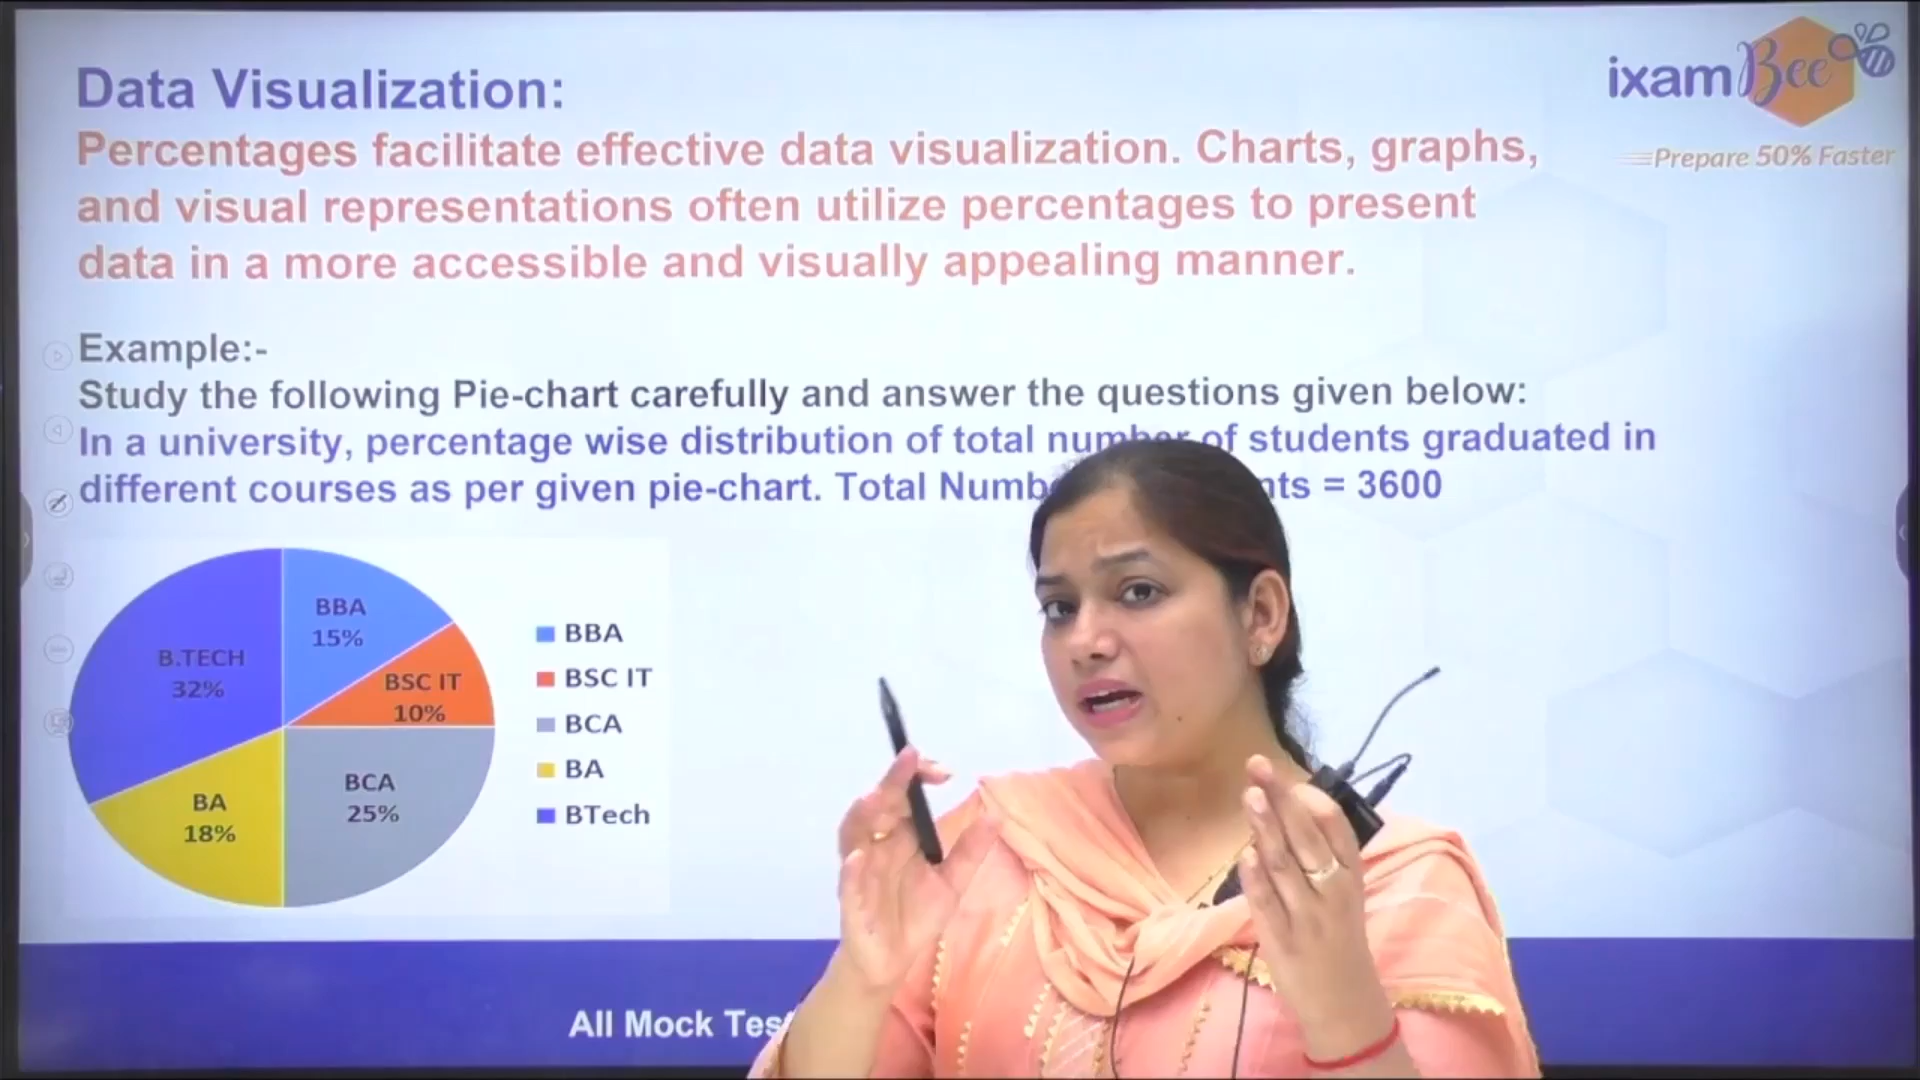 Data Visualization:
ixamBee
Prepare 50% Faster
Percentages facilitate effective data visualization. Charts, graphs,
and visual representations often utilize percentages to present
data in a more accessible and visually appealing manner.
Example:-
Study the following Pie-chart carefully and answer the questions given below:
In a university, percentage wise distribution of total number of students graduated in
different courses as per given pie-chart. Total Numb nts = 3600
BBA
15%
B.TECH
32%
BSC IT
10%
BCA
25%
BA
18%
BBA
BSC IT
BCA
BA
BTech
All Mock Test